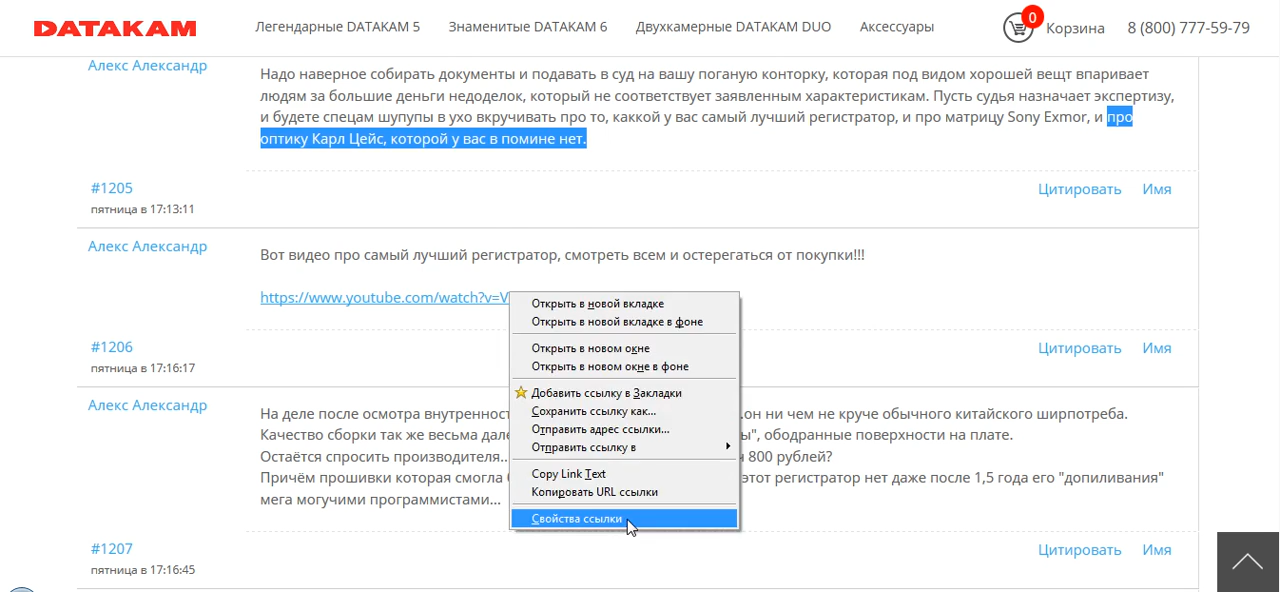 DATAKAM
Легендарные DATAKAM 5
Знаменитые DATAKAM 6
Двухкамерные DATAKAM DUO
Аксессуары
0
Корзина
8 (800) 777-59-79
Алекс Александр
Надо наверное собирать документы и подавать в суд на вашу поганую конторку, которая под видом хорошей вещт впаривает
людям за большие деньги недоделок, который не соответствует заявленным характеристикам. Пусть судья назначает экспертизу,
и будете спецам шупупы в ухо вкручивать про то, каккой у вас самый лучший регистратор, и про матрицу Sony Exmor, и про
оптику Карл Цейс, которой у вас в помине нет.
#1205
Цитировать
Имя
пятница в 17:13:11
Алекс Александр
Вот видео про самый лучший регистратор, смотреть всем и остерегаться от покупки!!!
https://www.youtube.com/watch?v=V
#1206
Цитировать
Имя
пятница в 17:16:17
Открыть в новой вкладке
Открыть в новой вкладке в фоне
Открыть в новом окне
Открыть в новом окне в фоне
Добавить ссылку в Закладки
Сохранить ссылку как...
Отправить адрес ссылки...
Отправить ссылку в
Copy Link Text
Копировать URL ссылки
Свойства ссылки
Алекс Александр
На деле после осмотра .он ни чем не круче обычного китайского ширпотреба.
Качество сборки так же весьма ", ободранные поверхности на плате.
Остаётся спросить производителя.. 800 рублей?
Причём прошивки которая смогла этот регистратор нет даже после 1,5 года его "допиливания"
мега могучими программистами...
#1207
Цитировать
Имя
пятница в 17:16:45